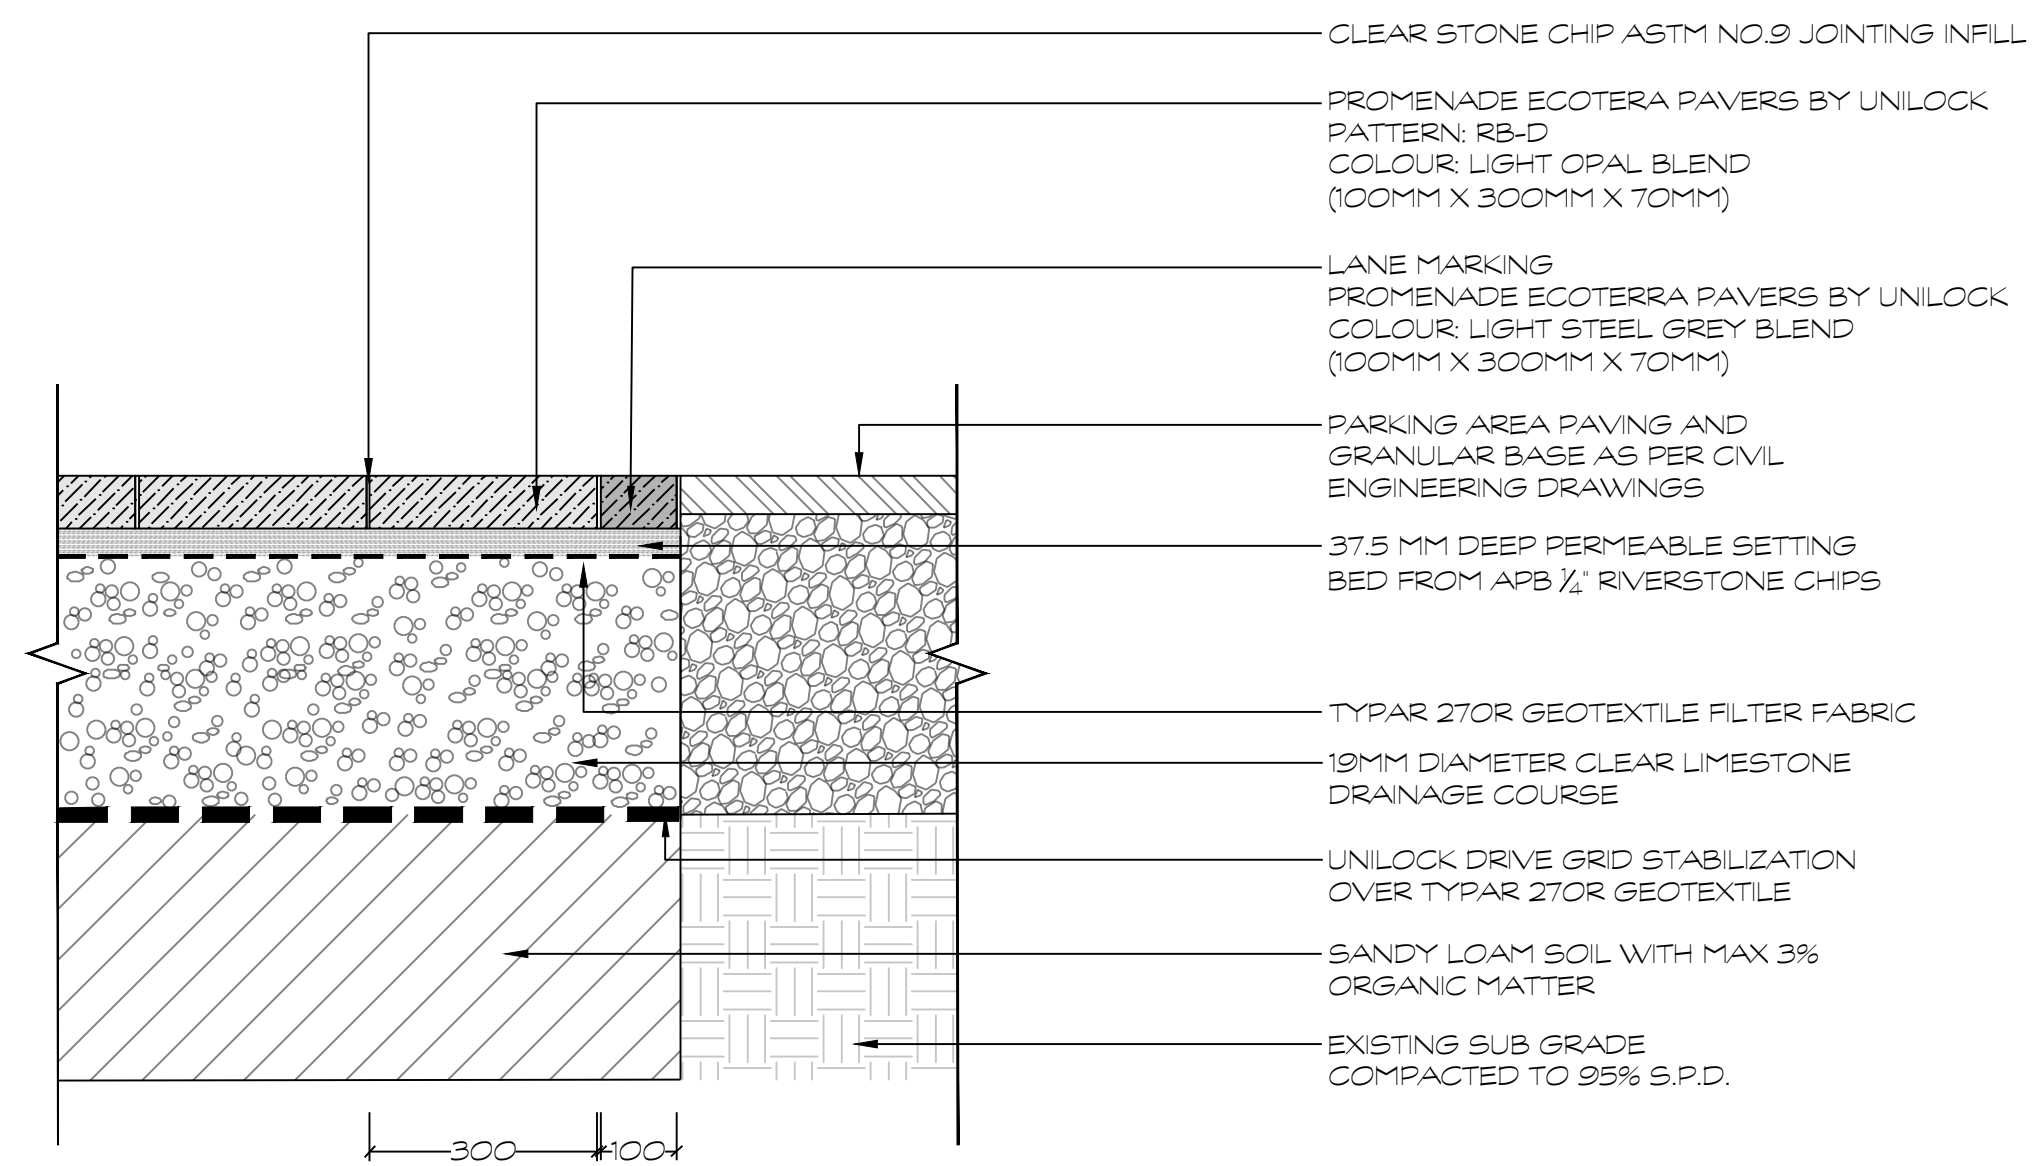 CLEAR STONE CHIP ASTM NO.9 JOINTING INFILL
PROMENADE ECOTERA PAVERS BY UNILOCK
PATTERN: RB-D
COLOUR: LIGHT OPAL BLEND
(100MM X 300MM X 70MM)
LANE MARKING
PROMENADE ECOTERRA PAVERS BY UNILOCK
COLOUR: LIGHT STEEL GREY BLEND
(100MM X 300MM X 70MM)
PARKING AREA PAVING AND
GRANULAR BASE AS PER CIVIL
ENGINEERING DRAWINGS
37.5 MM DEEP PERMEABLE SETTING
BED FROM APB 1/4" RIVERSTONE CHIPS
TYPAR 270R GEOTEXTILE FILTER FABRIC
19MM DIAMETER CLEAR LIMESTONE
DRAINAGE COURSE
UNILOCK DRIVE GRID STABILIZATION
OVER TYPAR 270R GEOTEXTILE
SANDY LOAM SOIL WITH MAX 3%
ORGANIC MATTER
EXISTING SUB GRADE
COMPACTED TO 95% S.P.D.
300 100